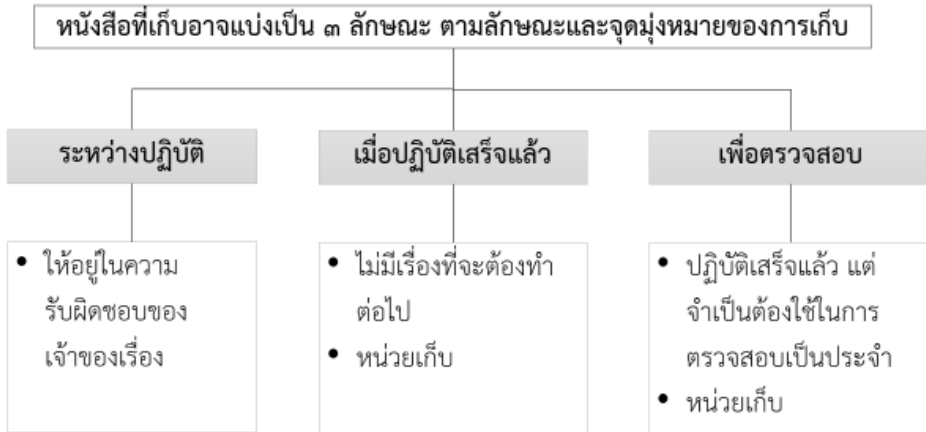 หนังสือที่เก็บอาจแบ่งเป็น ๓ ลักษณะ ตามลักษณะและจุดมุ่งหมายของการเก็บ
ระหว่างปฏิบัติ
• ให้อยู่ในความ
รับผิดชอบของ
เจ้าของเรื่อง
เมื่อปฏิบัติเสร็จแล้ว
• ไม่มีเรื่องที่จะต้องทำ
ต่อไป
• หน่วยเก็บ
เพื่อตรวจสอบ
• ปฏิบัติเสร็จแล้ว แต่
จำเป็นต้องใช้ในการ
ตรวจสอบเป็นประจำ
• หน่วยเก็บ